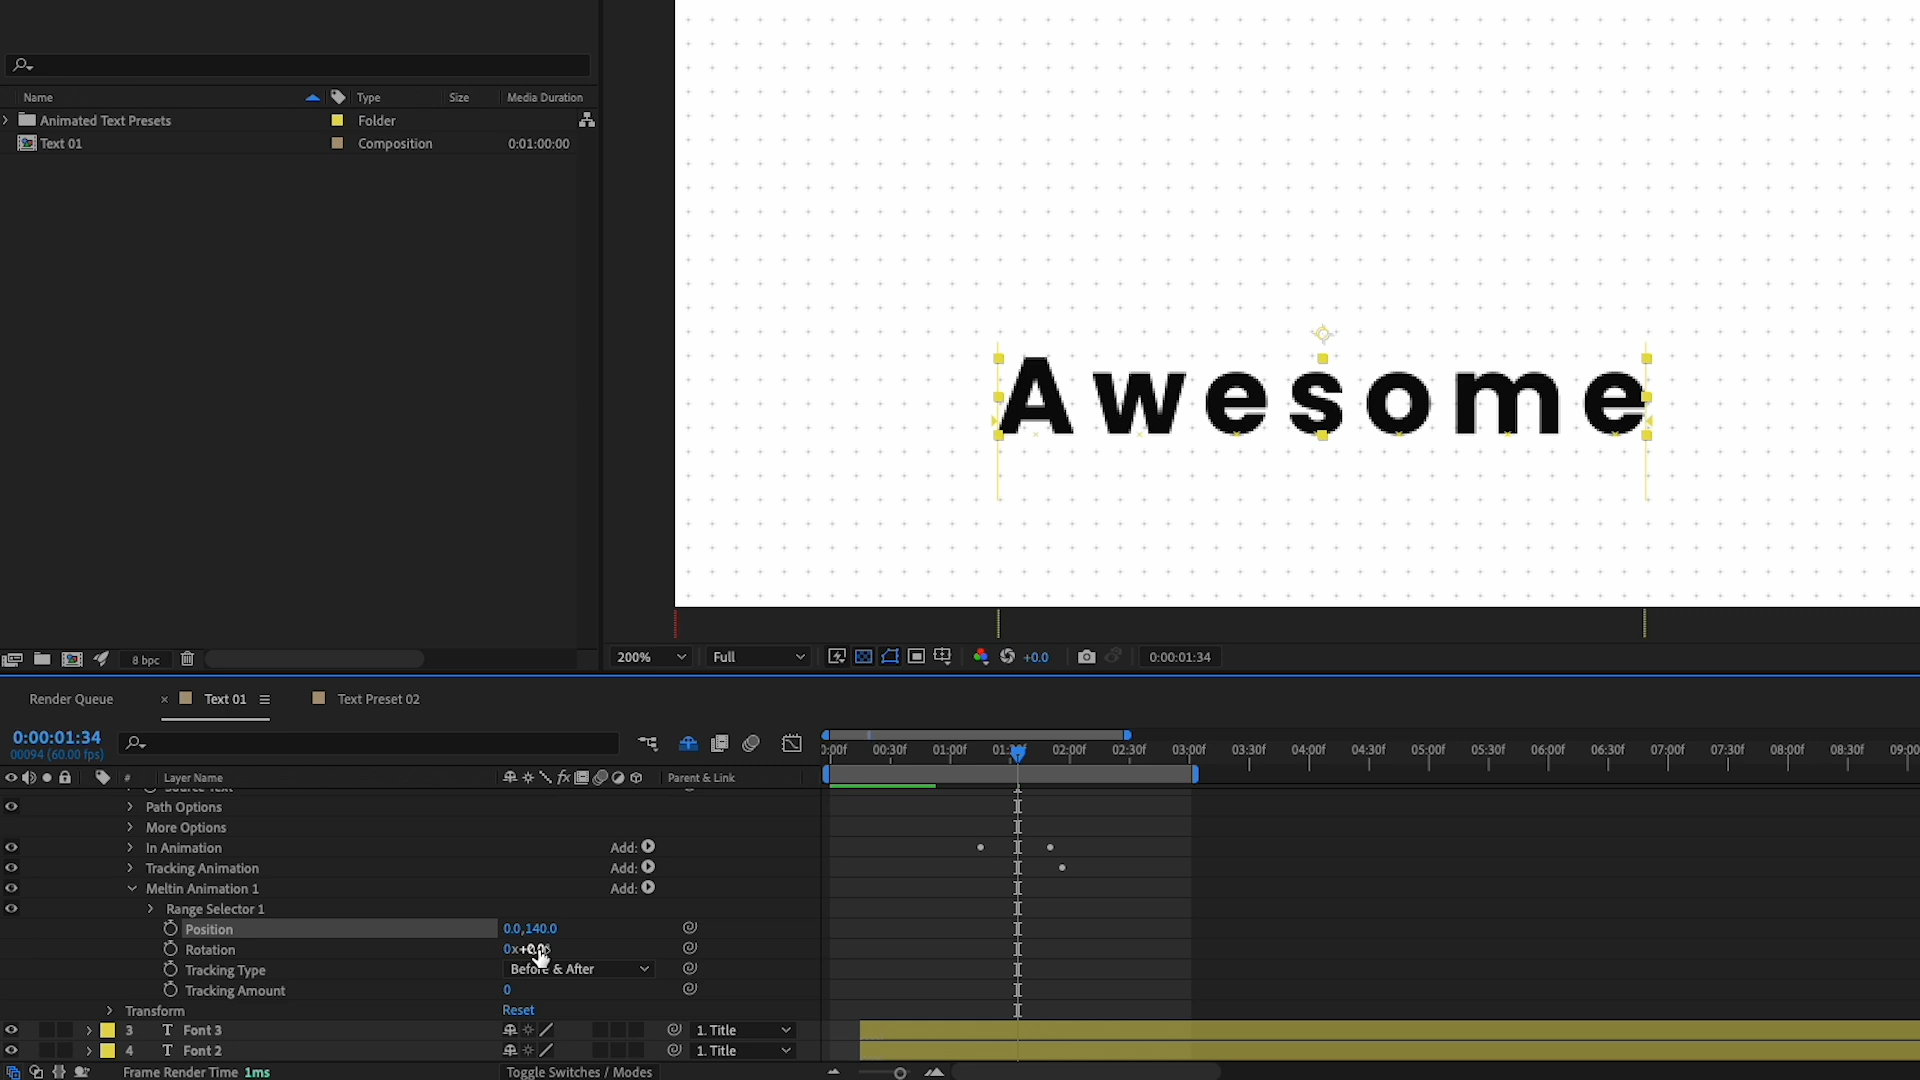 Name Type Size Media Duration
Animated Text Presets Folder
Text 01 Composition 0:01:00:00
Awesome
8 bpc 200% Full +0.0 0:00:01:34
Render Queue × Text 01 Text Preset 02
0:00:01:34
00094 (60.00 fps)
00:30f 01:00f 02:00f 02:30f 03:00f 03:30f 04:00f 04:30f 05:00f 05:30f 06:00f 06:30f 07:00f 07:30f 08:00f 08:30f
# Layer Name Parent & Link
Source Text
Path Options
More Options
In Animation Add:
Tracking Animation Add:
Meltin Animation 1 Add:
Range Selector 1
Position 0.0,140.0
Rotation 0x+0.0°
Tracking Type Before & After
Tracking Amount 0
Transform Reset
3 T Font 3 1. Title
4 T Font 2 1. Title
Frame Render Time 1ms Toggle Switches / Modes